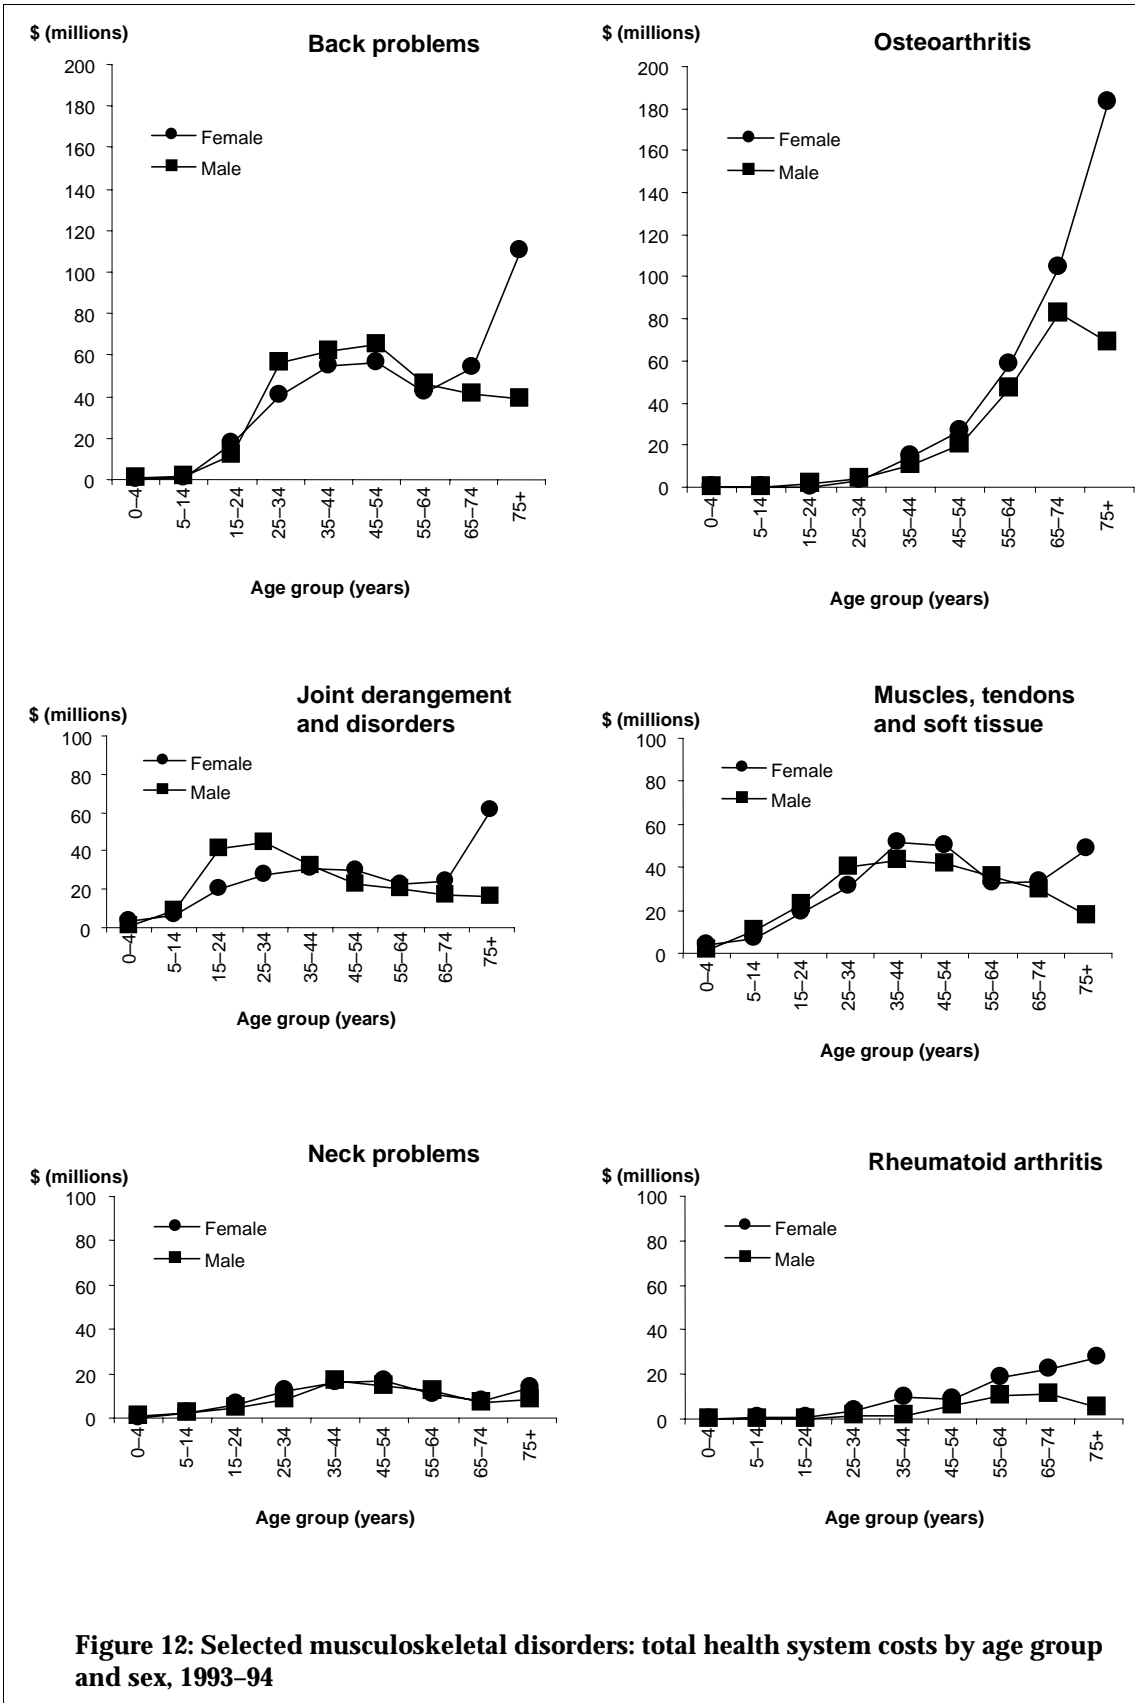 $ (millions)
Back problems
200
180
160
140
120
100
80
60
40
20
0
Female
Male
0–4
5–14
15–24
25–34
35–44
45–54
55–64
65–74
75+
Age group (years)
$ (millions)
Osteoarthritis
200
180
160
140
120
100
80
60
40
20
0
Female
Male
0–4
5–14
15–24
25–34
35–44
45–54
55–64
65–74
75+
Age group (years)
$ (millions)
Joint derangement
and disorders
100
80
60
40
20
0
Female
Male
0–4
5–14
15–24
25–34
35–44
45–54
55–64
65–74
75+
Age group (years)
$ (millions)
Muscles, tendons
and soft tissue
100
80
60
40
20
0
Female
Male
0–4
5–14
15–24
25–34
35–44
45–54
55–64
65–74
75+
Age group (years)
$ (millions)
Neck problems
100
80
60
40
20
0
Female
Male
0–4
5–14
15–24
25–34
35–44
45–54
55–64
65–74
75+
Age group (years)
$ (millions)
Rheumatoid arthritis
100
80
60
40
20
0
Female
Male
0–4
5–14
15–24
25–34
35–44
45–54
55–64
65–74
75+
Age group (years)
Figure 12: Selected musculoskeletal disorders: total health system costs by age group
and sex, 1993–94